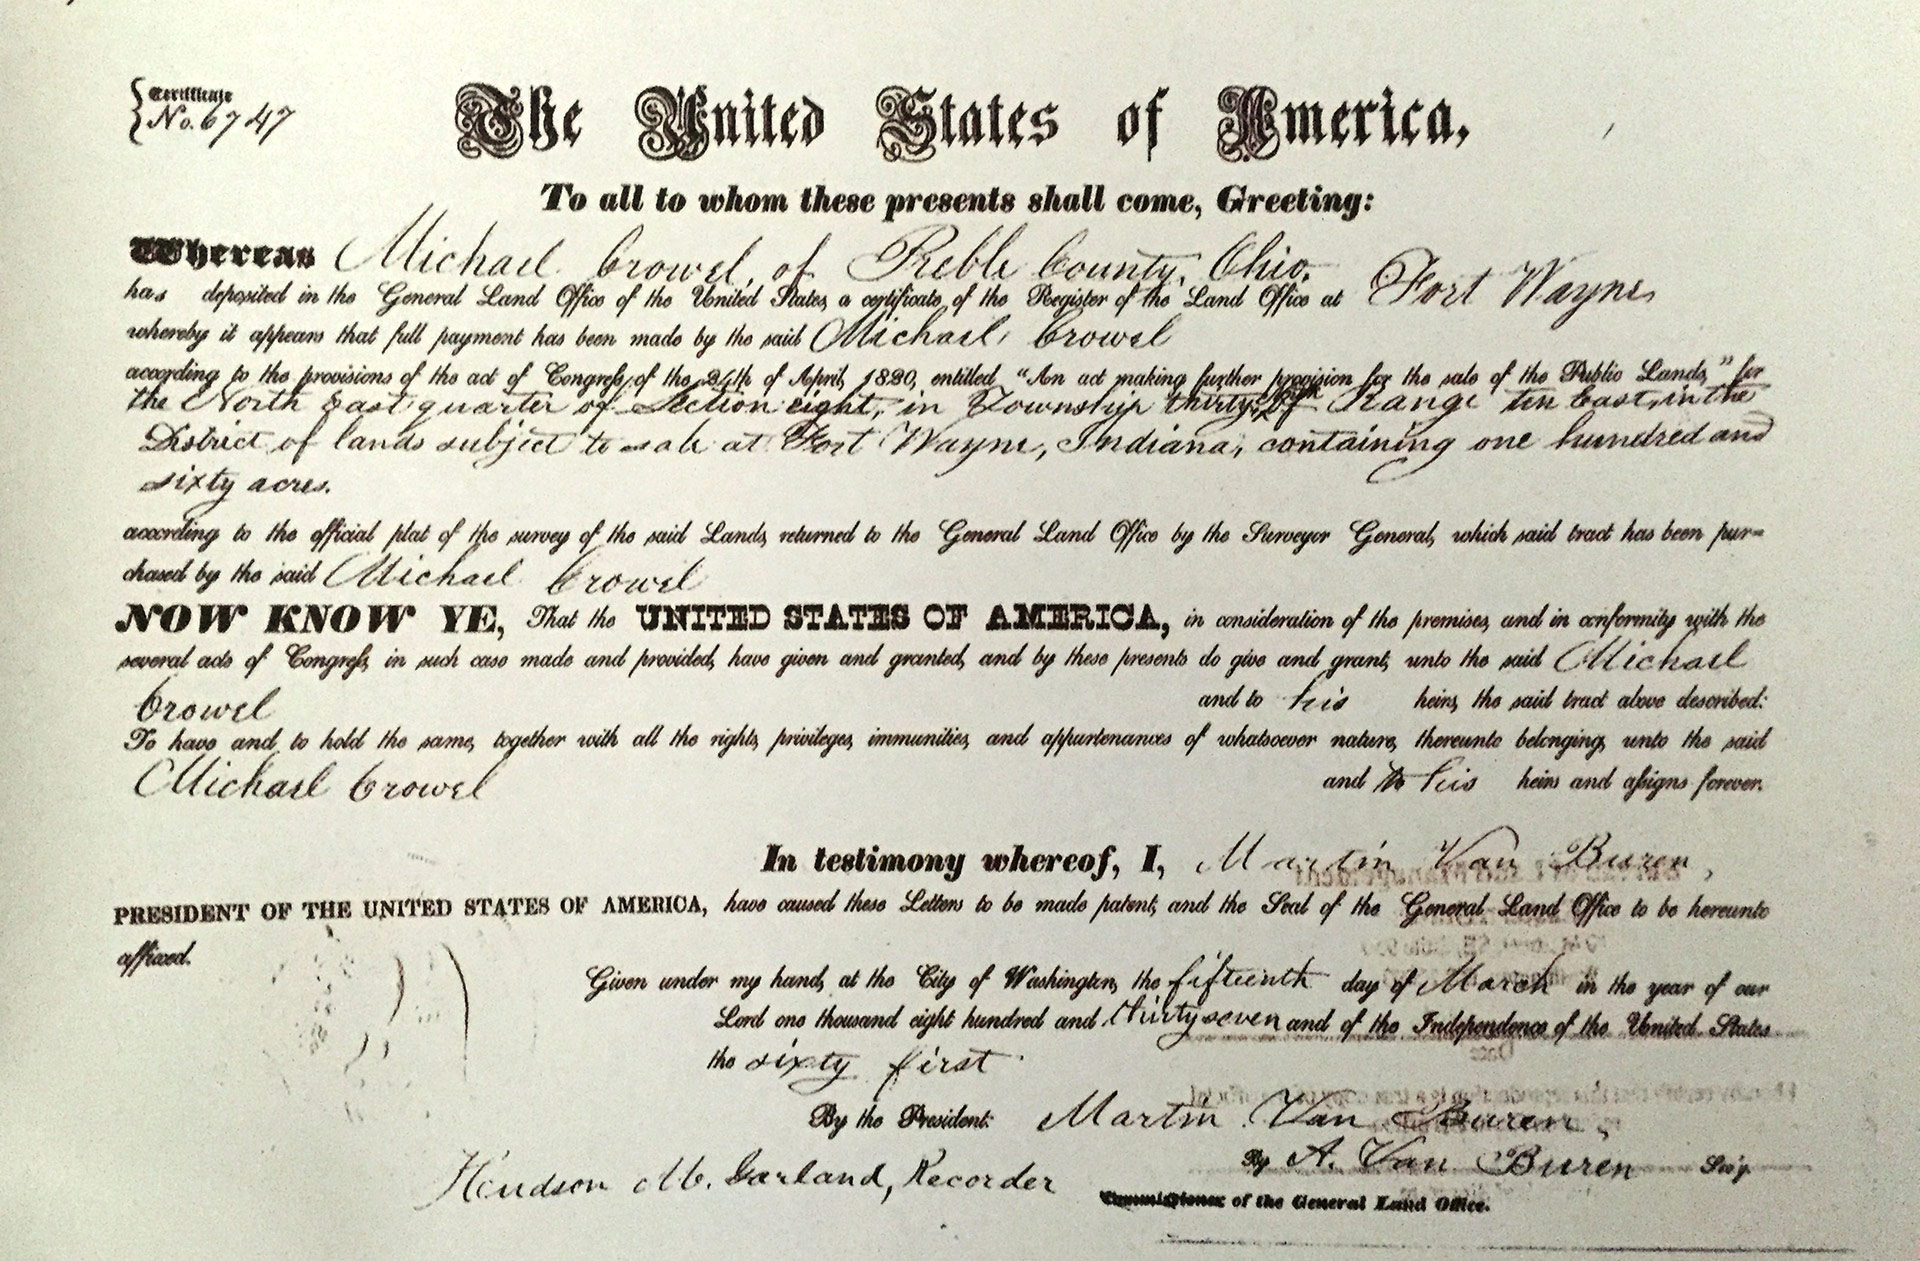 Certificate
No. 6747
The United States of America,
To all to whom these presents shall come, Greeting:
Whereas Michael Crowel, of Preble County, Ohio,
has deposited in the General Land Office of the United States, a certificate of the Register of the Land Office at Fort Wayne,
whereby it appears that full payment has been made by the said Michael Crowel
according to the provisions of the act of Congress, of the 24th of April, 1820, entitled "An act making further provision for the sale of the Public Lands," for
the North East quarter of Section eight, in Township thirty, of Range ten East, in the
District of lands subject to sale at Fort Wayne, Indiana, containing one hundred and
sixty acres.
according to the official plat of the survey of the said Lands, returned to the General Land Office by the Surveyor General, which said tract has been pur=
chased by the said Michael Crowel
NOW KNOW YE, That the UNITED STATES OF AMERICA, in consideration of the premises, and in conformity with the
several acts of Congress, in such case made and provided, have given and granted, and by these presents do give and grant, unto the said Michael
Crowel and to his heirs, the said tract above described:
To have and to hold the same, together with all the rights, privileges, immunities, and appurtenances of whatsoever nature, thereunto belonging, unto the said
Michael Crowel and to his heirs and assigns forever.
In testimony whereof, I, Martin Van Buren,
PRESIDENT OF THE UNITED STATES OF AMERICA, have caused these Letters to be made patent, and the Seal of the General Land Office to be hereunto
affixed.
Given under my hand, at the City of Washington, the fifteenth day of March in the year of our
Lord one thousand eight hundred and thirty seven and of the Independence of the United States
the sixty first
By the President: Martin Van Buren,
By A. Van Buren Sec'y.
Hudson M. Garland, Recorder
Commissioner of the General Land Office.